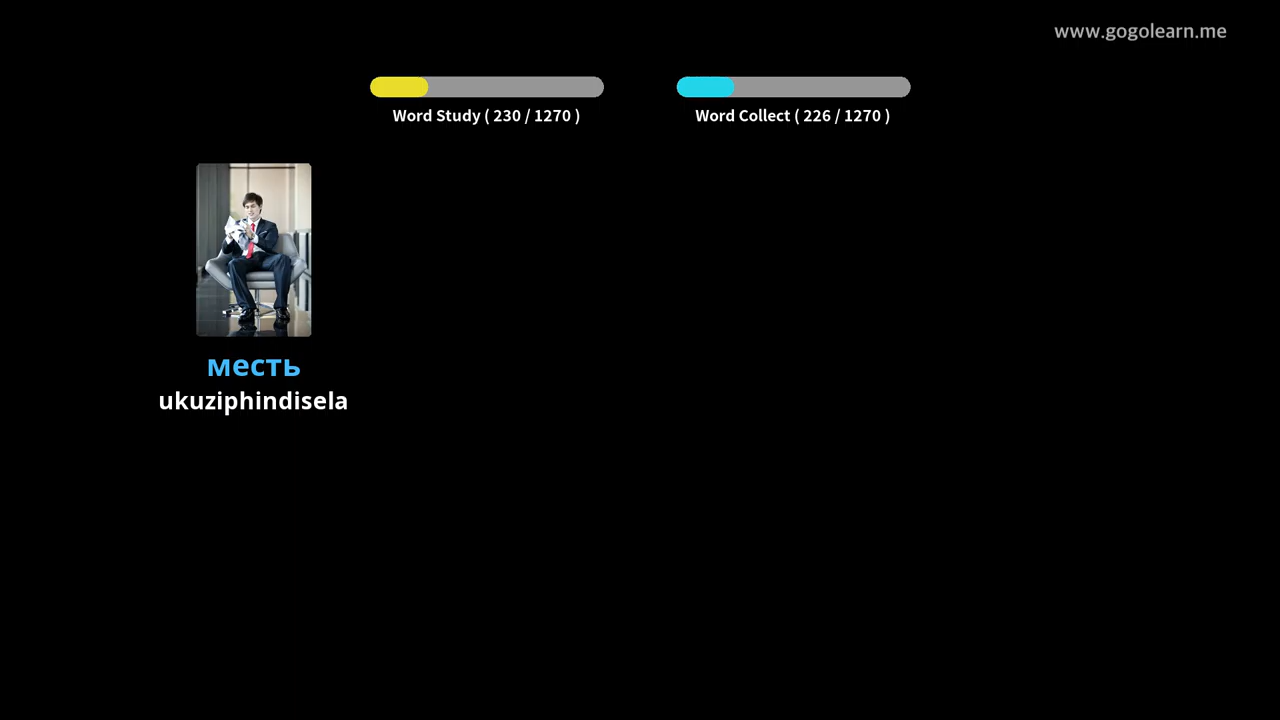 www.gogolearn.me
Word Study ( 230 / 1270 )
Word Collect ( 226 / 1270 )
месть
ukuziphindisela